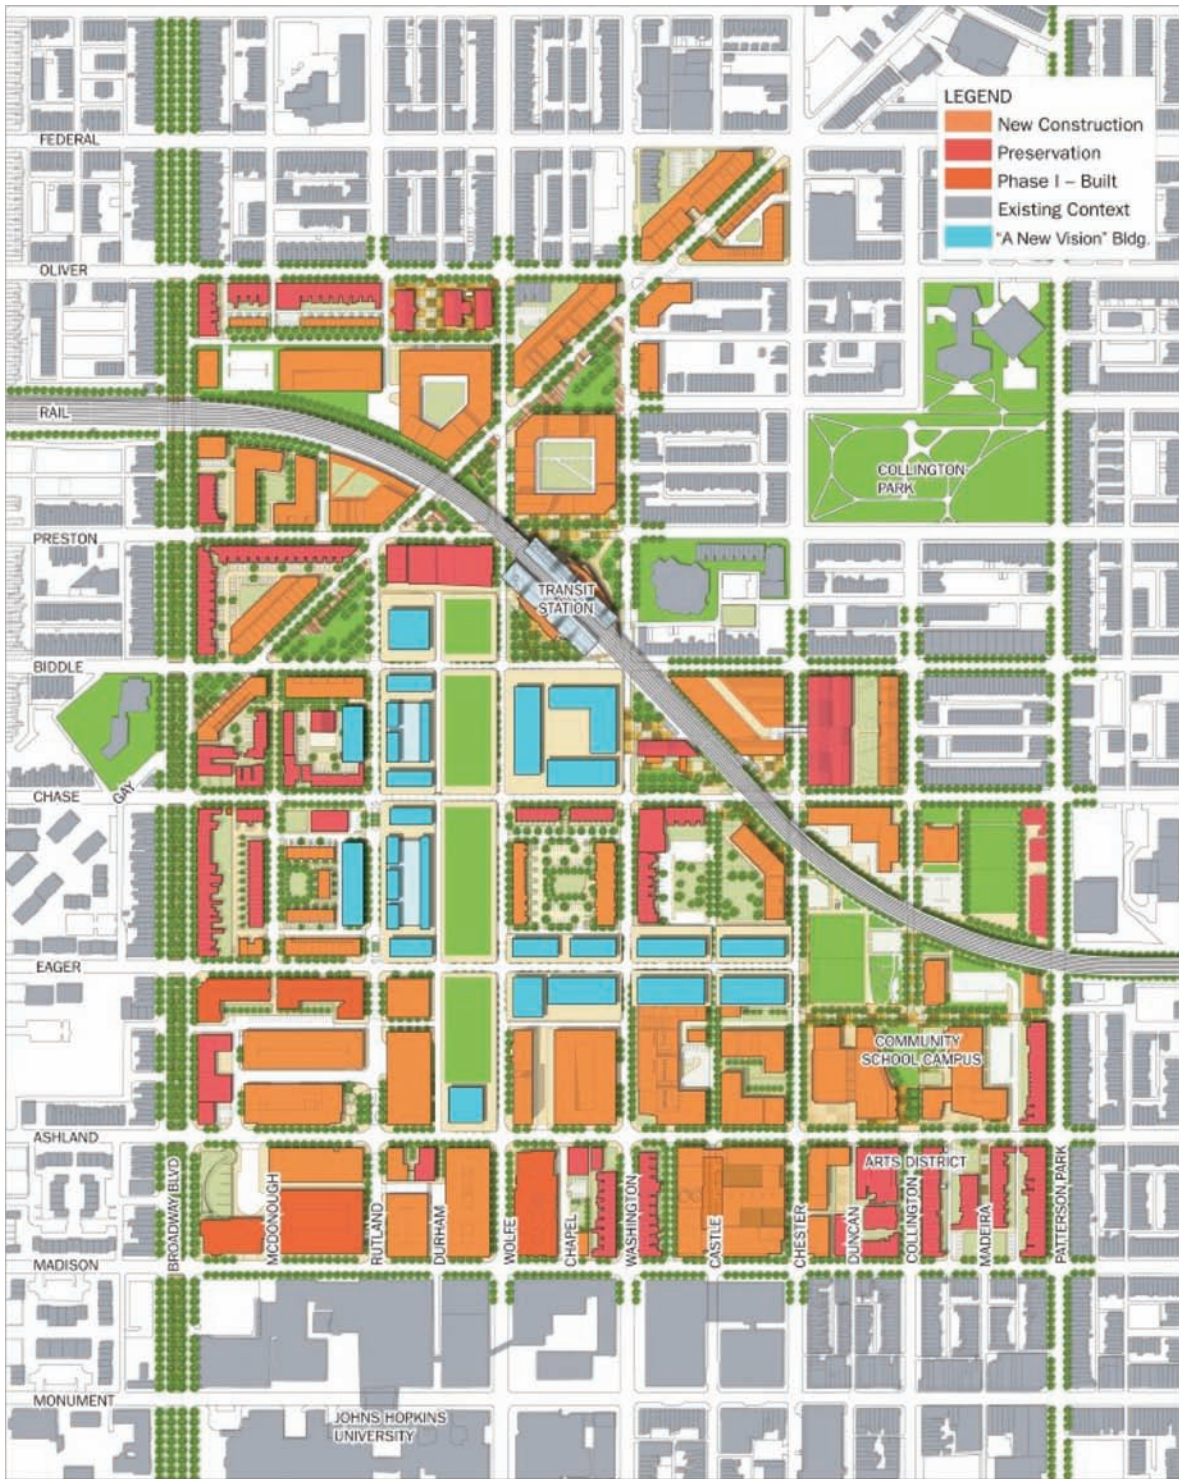 LEGEND
New Construction
Preservation
Phase I – Built
Existing Context
"A New Vision" Bldg.
FEDERAL
OLIVER
RAIL
COLLINGTON
PARK
PRESTON
TRANSIT
STATION
BIDDLE
CHASE
GAY
EAGER
COMMUNITY
SCHOOL CAMPUS
ASHLAND
ARTS DISTRICT
BROADWAY BLVD
MCDONOUGH
RUTLAND
DURHAM
WOLFE
CHAPEL
WASHINGTON
CASTLE
CHESTER
DUNCAN
COLLINGTON
MADEIRA
PATTERSON PARK
MADISON
MONUMENT
JOHNS HOPKINS
UNIVERSITY